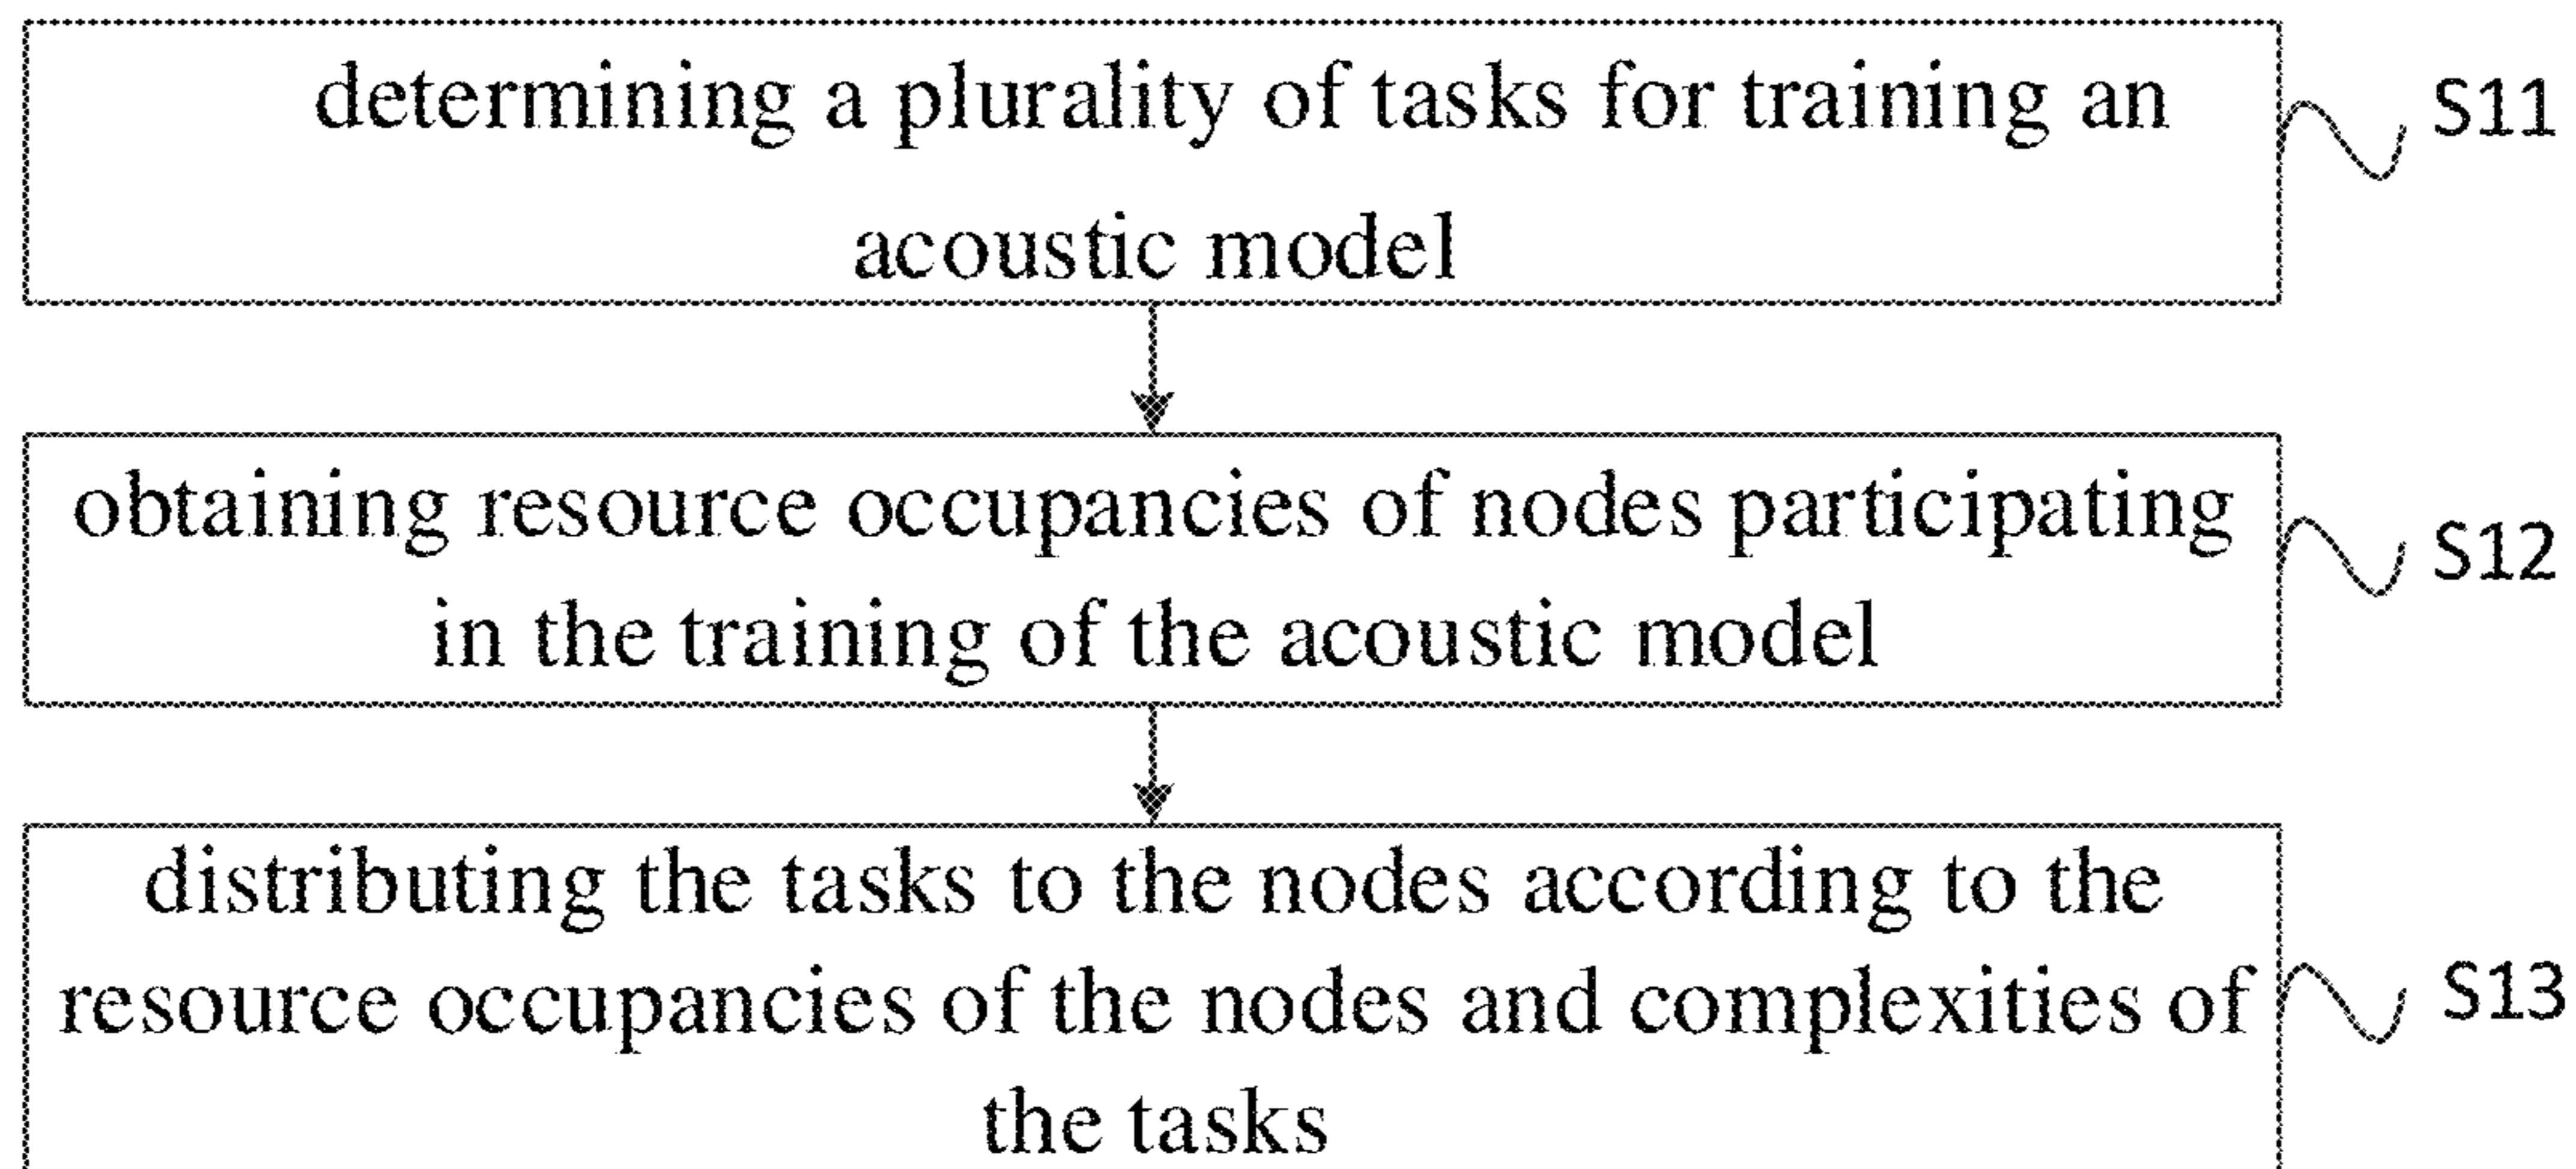 determining a plurality of tasks for training an
acoustic model
S11
obtaining resource occupancies of nodes participating
in the training of the acoustic model
S12
distributing the tasks to the nodes according to the
resource occupancies of the nodes and complexities of
the tasks
S13